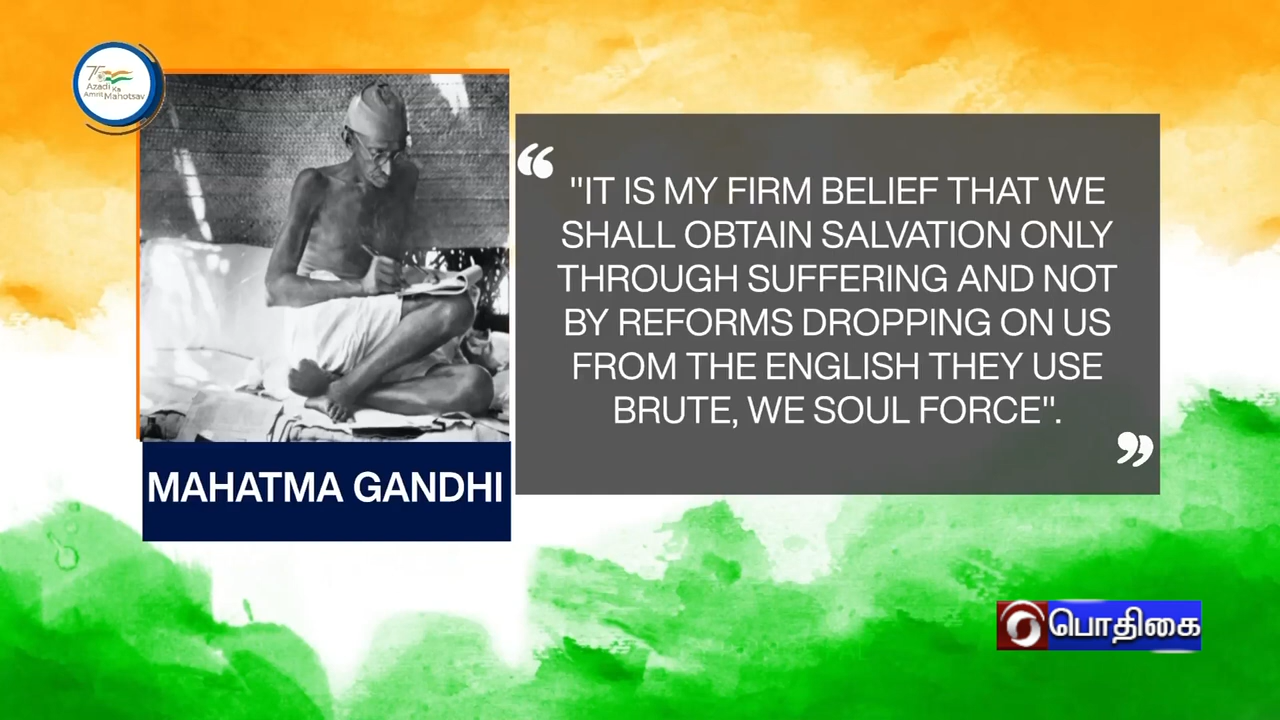 75
Azadi
Ka
Amrit
Mahotsav
"IT IS MY FIRM BELIEF THAT WE
SHALL OBTAIN SALVATION ONLY
THROUGH SUFFERING AND NOT
BY REFORMS DROPPING ON US
FROM THE ENGLISH THEY USE
BRUTE, WE SOUL FORCE".
MAHATMA GANDHI
பொதிகை